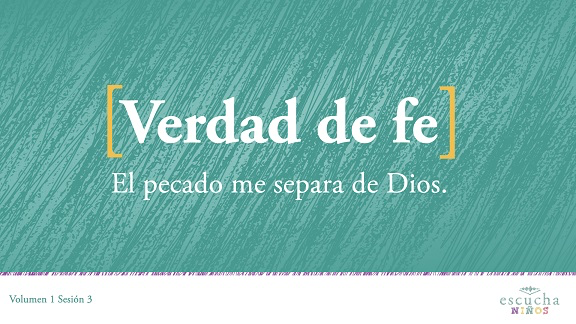 [Verdad de fe]
El pecado me separa de Dios.
Volumen 1 Sesión 3
escucha
NIÑOS